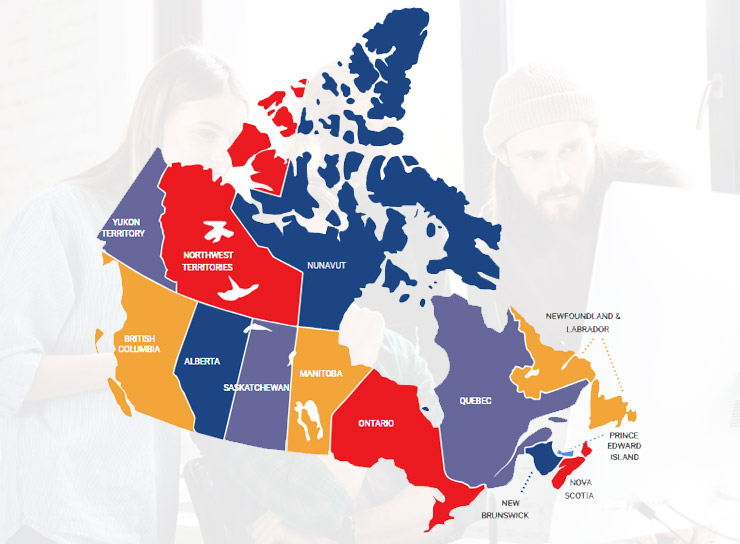 YUKON
TERRITORY
NORTHWEST
TERRITORIES
NUNAVUT
BRITISH
COLUMBIA
ALBERTA
SASKATCHEWAN
MANITOBA
ONTARIO
QUEBEC
NEWFOUNDLAND &
LABRADOR
PRINCE
EDWARD
ISLAND
NOVA
SCOTIA
NEW
BRUNSWICK